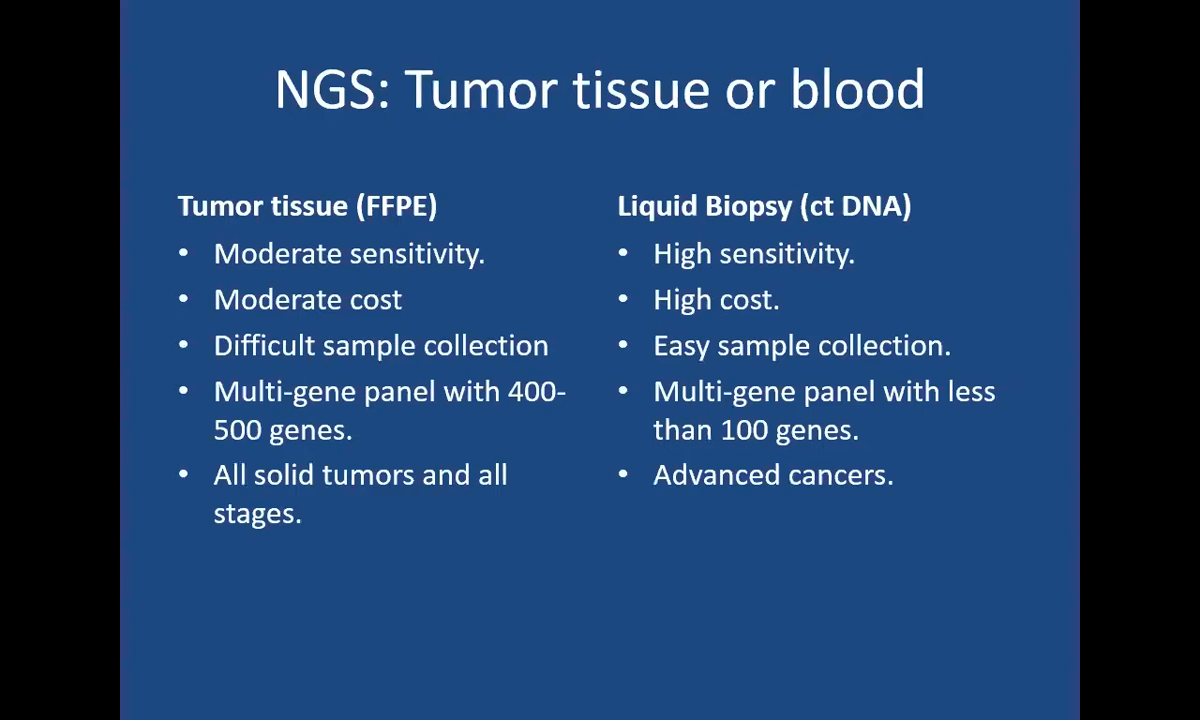 NGS: Tumor tissue or blood
Tumor tissue (FFPE)
• Moderate sensitivity.
• Moderate cost
• Difficult sample collection
• Multi-gene panel with 400-
500 genes.
• All solid tumors and all
stages.
Liquid Biopsy (ct DNA)
• High sensitivity.
• High cost.
• Easy sample collection.
• Multi-gene panel with less
than 100 genes.
• Advanced cancers.